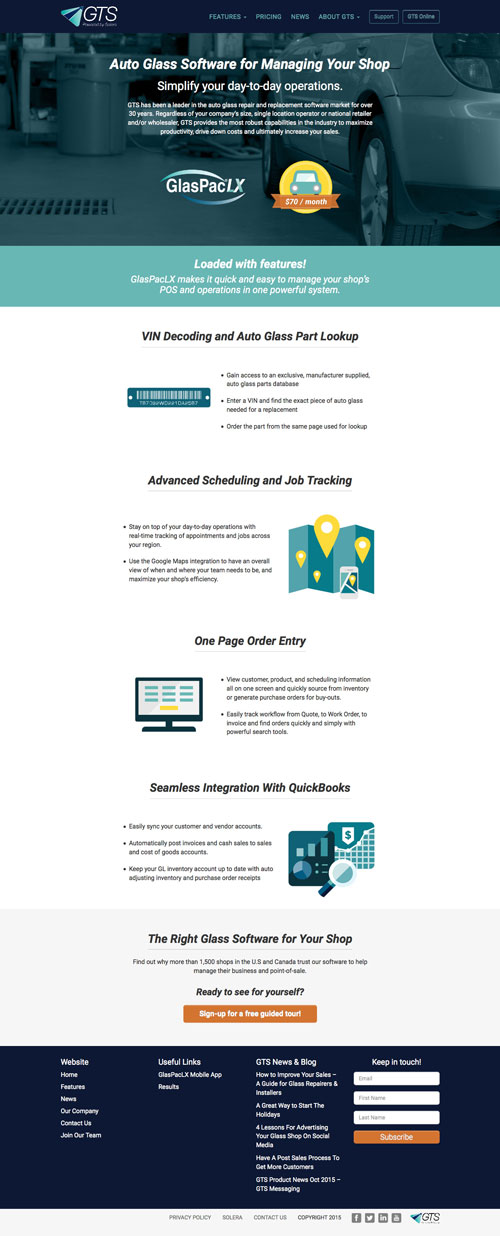 GTS
Powered by Solera
FEATURES
PRICING
NEWS
ABOUT GTS
Support
GTS Online
Auto Glass Software for Managing Your Shop
Simplify your day-to-day operations.
GTS has been a leader in the auto glass repair and replacement software market for over
30 years. Regardless of your company's size, single location operator or national retailer
and/or wholesaler, GTS provides the most robust capabilities in the industry to maximize
productivity, drive down costs and ultimately increase your sales.
GlasPacLX
$70 / month
Loaded with features!
GlasPacLX makes it quick and easy to manage your shop's
POS and operations in one powerful system.
VIN Decoding and Auto Glass Part Lookup
• Gain access to an exclusive, manufacturer supplied,
auto glass parts database
• Enter a VIN and find the exact piece of auto glass
needed for a replacement
• Order the part from the same page used for lookup
Advanced Scheduling and Job Tracking
• Stay on top of your day-to-day operations with
real-time tracking of appointments and jobs across
your region.
• Use the Google Maps integration to have an overall
view of when and where your team needs to be, and
maximize your shop's efficiency.
One Page Order Entry
• View customer, product, and scheduling information
all on one screen and quickly source from inventory
or generate purchase orders for buy-outs.
• Easily track workflow from Quote, to Work Order, to
invoice and find orders quickly and simply with
powerful search tools.
Seamless Integration With QuickBooks
• Easily sync your customer and vendor accounts.
• Automatically post invoices and cash sales to sales
and cost of goods accounts.
• Keep your GL inventory account up to date with auto
adjusting inventory and purchase order receipts
$
The Right Glass Software for Your Shop
Find out why more than 1,500 shops in the U.S and Canada trust our software to help
manage their business and point-of-sale.
Ready to see for yourself?
Sign-up for a free guided tour!
Website
Home
Features
News
Our Company
Contact Us
Join Our Team
Useful Links
GlasPacLX Mobile App
Results
GTS News & Blog
How to Improve Your Sales –
A Guide for Glass Repairers &
Installers
A Great Way to Start The
Holidays
4 Lessons For Advertising
Your Glass Shop On Social
Media
Have A Post Sales Process To
Get More Customers
GTS Product News Oct 2015 –
GTS Messaging
Keep in touch!
Email
First Name
Last Name
Subscribe
PRIVACY POLICY
SOLERA
CONTACT US
COPYRIGHT 2015
GTS